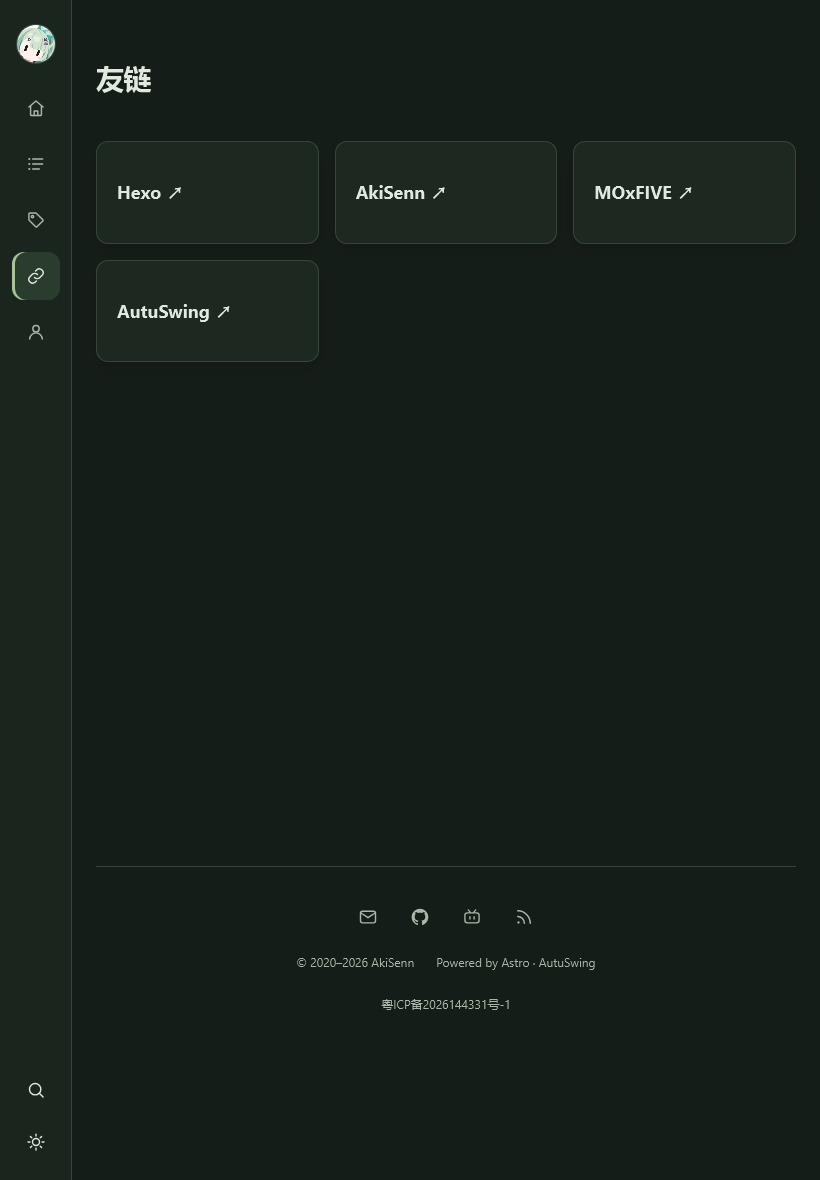 友链
Hexo ↗
AkiSenn ↗
MOxFIVE ↗
AutuSwing ↗
© 2020–2026 AkiSenn Powered by Astro · AutuSwing
粤ICP备2026144331号-1